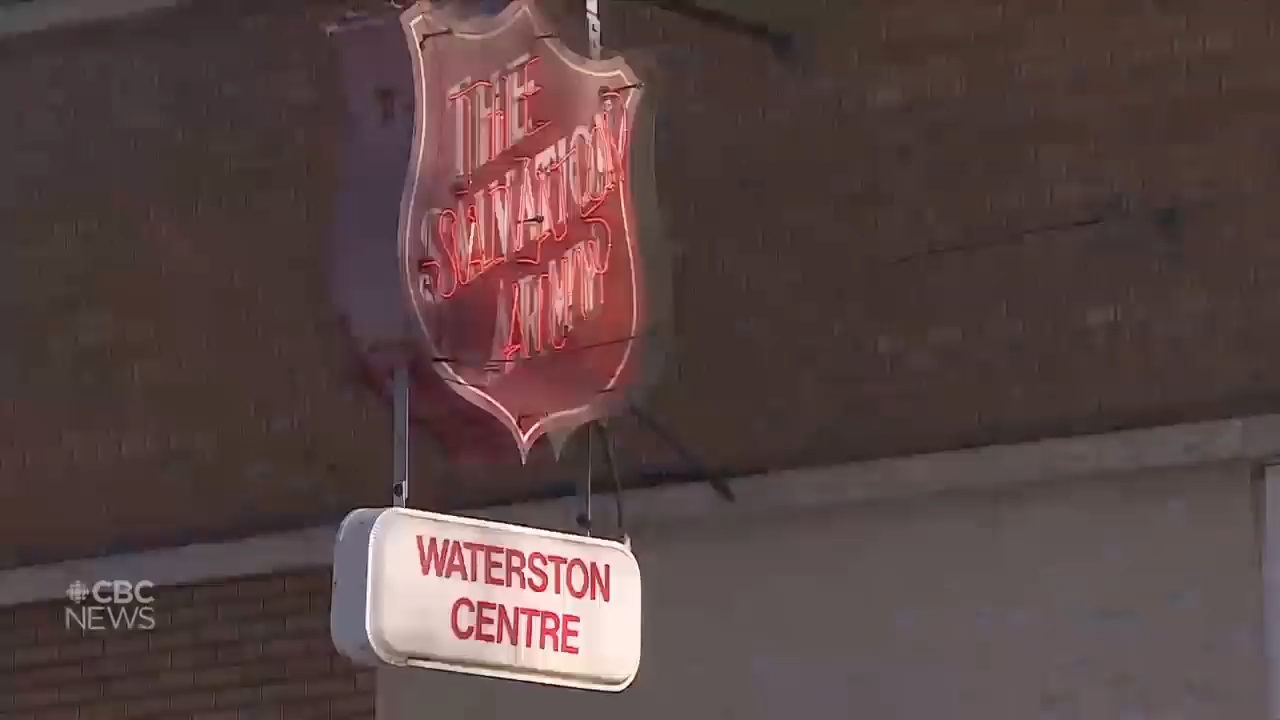 THE
SALVATION
ARMY
WATERSTON
CENTRE
CBC
NEWS